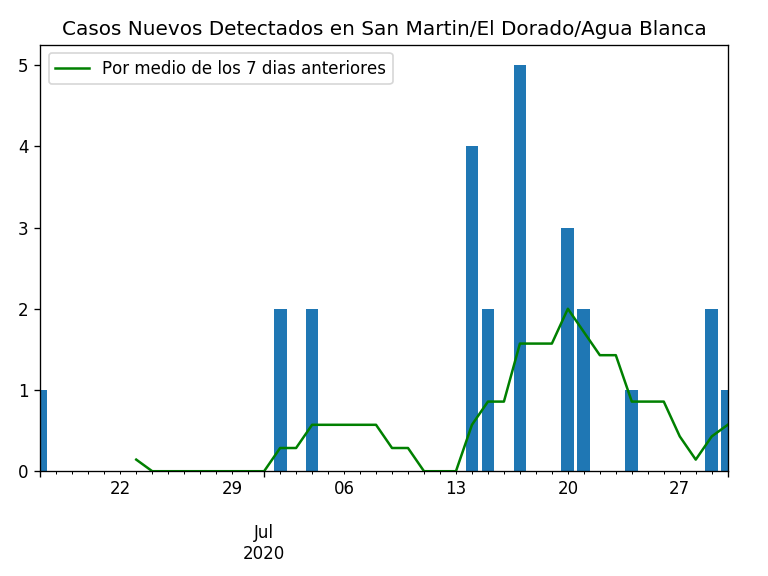 Casos Nuevos Detectados en San Martin/El Dorado/Agua Blanca
Por medio de los 7 dias anteriores
5
4
3
2
1
0
22 29 06 13 20 27
Jul
2020